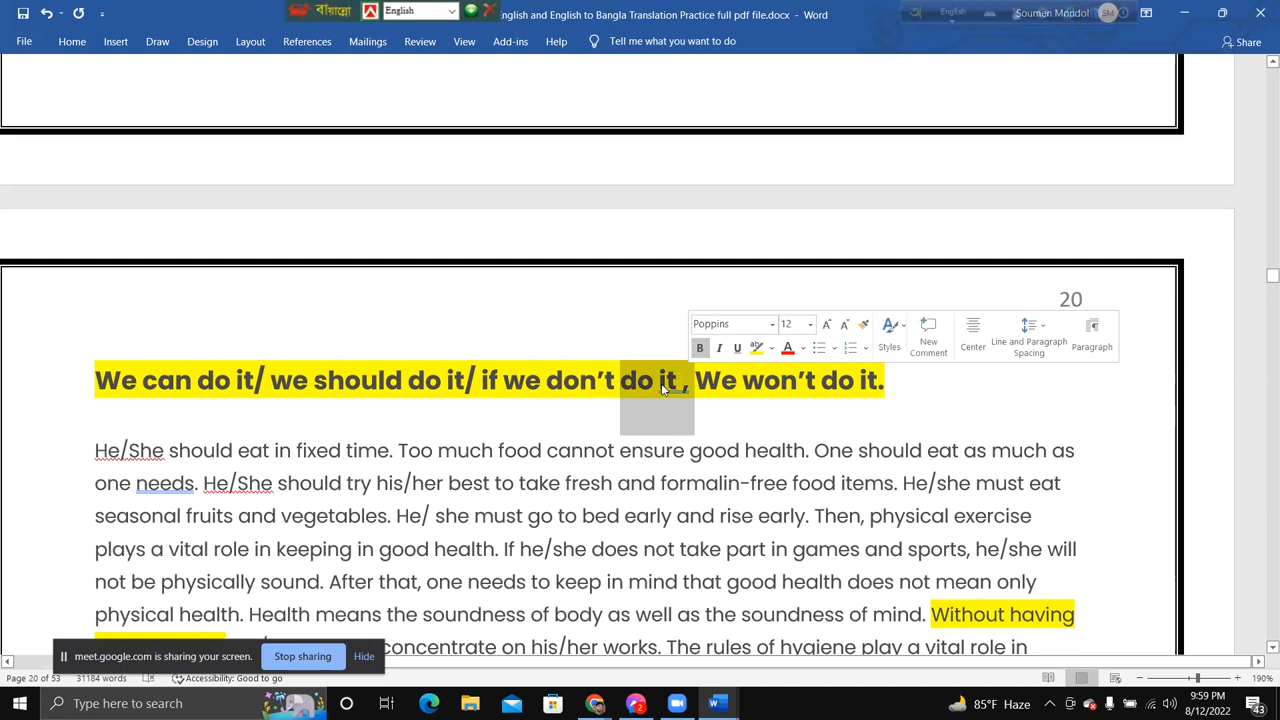 বাঁয়ান্নো English English and English to Bangla Translation Practice full pdf file.docx - Word English Soumen Mondol SM
File Home Insert Draw Design Layout References Mailings Review View Add-ins Help Tell me what you want to do Share
20
Poppins 12 A A Styles New Comment Center Line and Paragraph Spacing Paragraph
B I U ab A
We can do it/ we should do it/ if we don’t do it , We won’t do it.
He/She should eat in fixed time. Too much food cannot ensure good health. One should eat as much as
one needs. He/She should try his/her best to take fresh and formalin-free food items. He/she must eat
seasonal fruits and vegetables. He/ she must go to bed early and rise early. Then, physical exercise
plays a vital role in keeping in good health. If he/she does not take part in games and sports, he/she will
not be physically sound. After that, one needs to keep in mind that good health does not mean only
physical health. Health means the soundness of body as well as the soundness of mind. Without having
concentrate on his/her works. The rules of hygiene play a vital role in
meet.google.com is sharing your screen. Stop sharing Hide
Page 20 of 53 31184 words Accessibility: Good to go 190%
Type here to search 2 85°F Haze 9:59 PM
8/12/2022 43